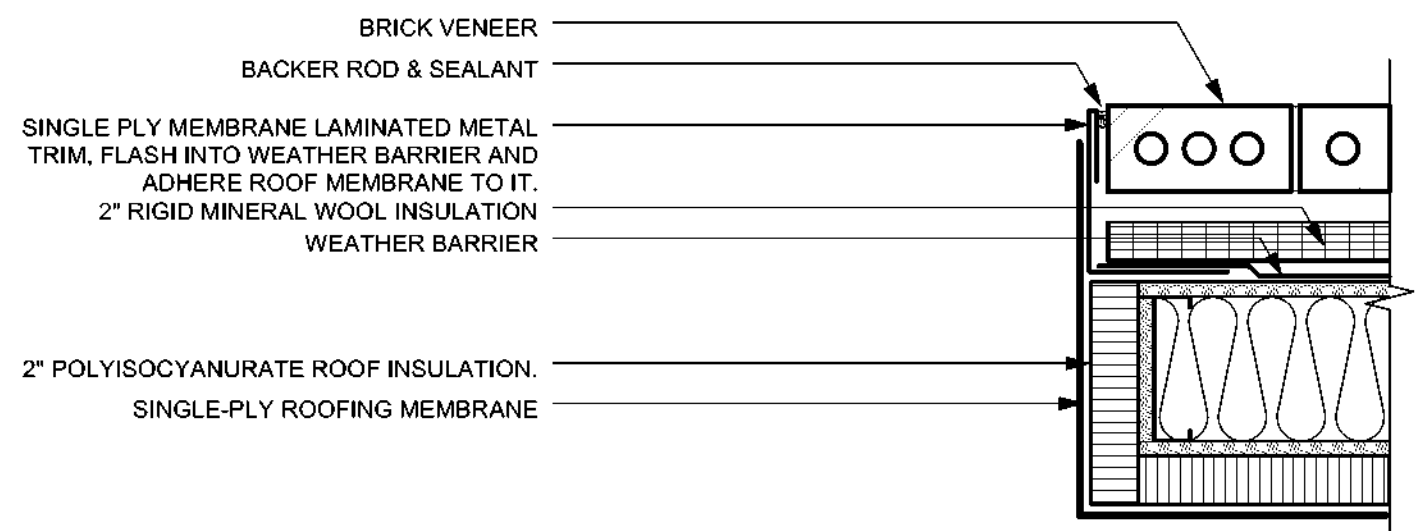 BRICK VENEER
BACKER ROD & SEALANT
SINGLE PLY MEMBRANE LAMINATED METAL
TRIM, FLASH INTO WEATHER BARRIER AND
ADHERE ROOF MEMBRANE TO IT.
2" RIGID MINERAL WOOL INSULATION
WEATHER BARRIER
2" POLYISOCYANURATE ROOF INSULATION.
SINGLE-PLY ROOFING MEMBRANE